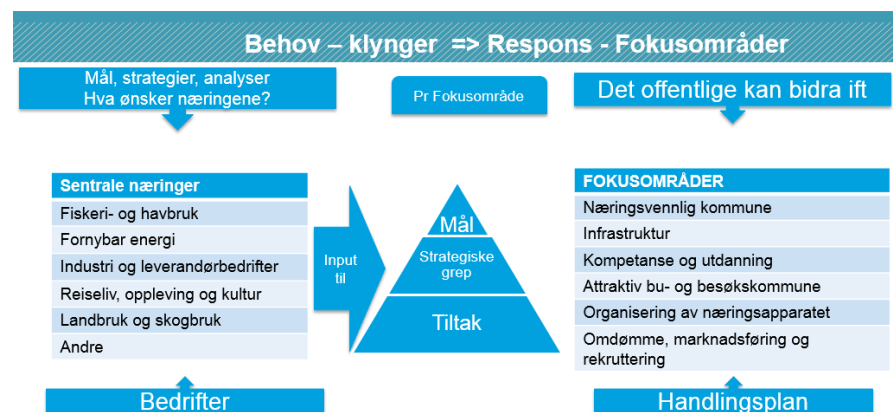 Behov – klynger => Respons - Fokusområder
Mål, strategier, analyser
Hva ønsker næringene?
Pr Fokusområde
Det offentlige kan bidra ift
Sentrale næringer
Fiskeri- og havbruk
Fornybar energi
Industri og leverandørbedrifter
Reiseliv, oppleving og kultur
Landbruk og skogbruk
Andre
Input
til
Mål
Strategiske
grep
Tiltak
FOKUSOMRÅDER
Næringsvennlig kommune
Infrastruktur
Kompetanse og utdanning
Attraktiv bu- og besøkskommune
Organisering av næringsapparatet
Omdømme, marknadsføring og
rekruttering
Bedrifter
Handlingsplan